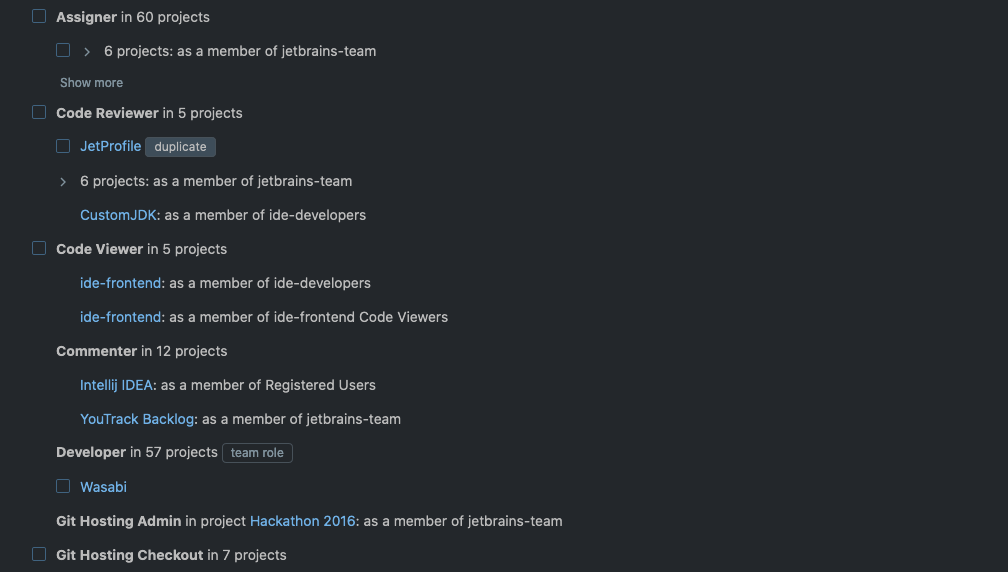 Assigner in 60 projects
6 projects: as a member of jetbrains-team
Show more
Code Reviewer in 5 projects
JetProfile duplicate
6 projects: as a member of jetbrains-team
CustomJDK: as a member of ide-developers
Code Viewer in 5 projects
ide-frontend: as a member of ide-developers
ide-frontend: as a member of ide-frontend Code Viewers
Commenter in 12 projects
Intellij IDEA: as a member of Registered Users
YouTrack Backlog: as a member of jetbrains-team
Developer in 57 projects team role
Wasabi
Git Hosting Admin in project Hackathon 2016: as a member of jetbrains-team
Git Hosting Checkout in 7 projects